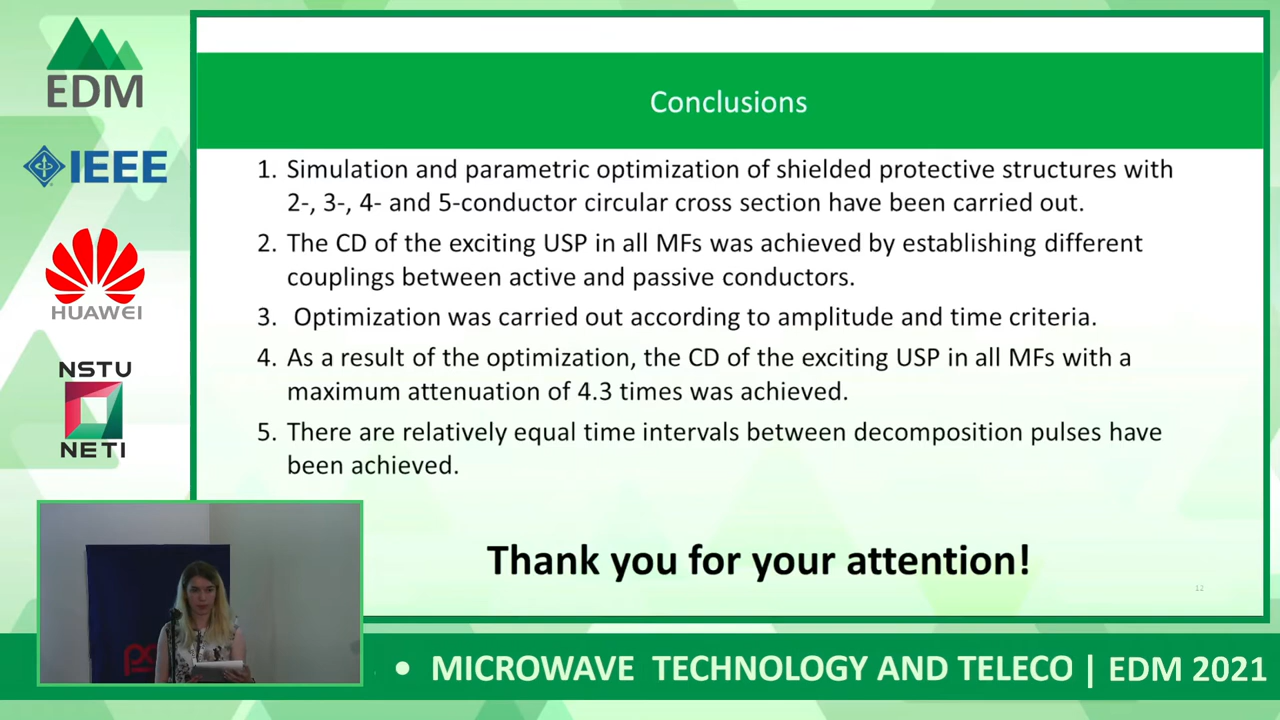 EDM
IEEE
HUAWEI
NSTU
NETI
Conclusions
1. Simulation and parametric optimization of shielded protective structures with
2-, 3-, 4- and 5-conductor circular cross section have been carried out.
2. The CD of the exciting USP in all MFs was achieved by establishing different
couplings between active and passive conductors.
3. Optimization was carried out according to amplitude and time criteria.
4. As a result of the optimization, the CD of the exciting USP in all MFs with a
maximum attenuation of 4.3 times was achieved.
5. There are relatively equal time intervals between decomposition pulses have
been achieved.
Thank you for your attention!
12
• MICROWAVE TECHNOLOGY AND TELECO | EDM 2021